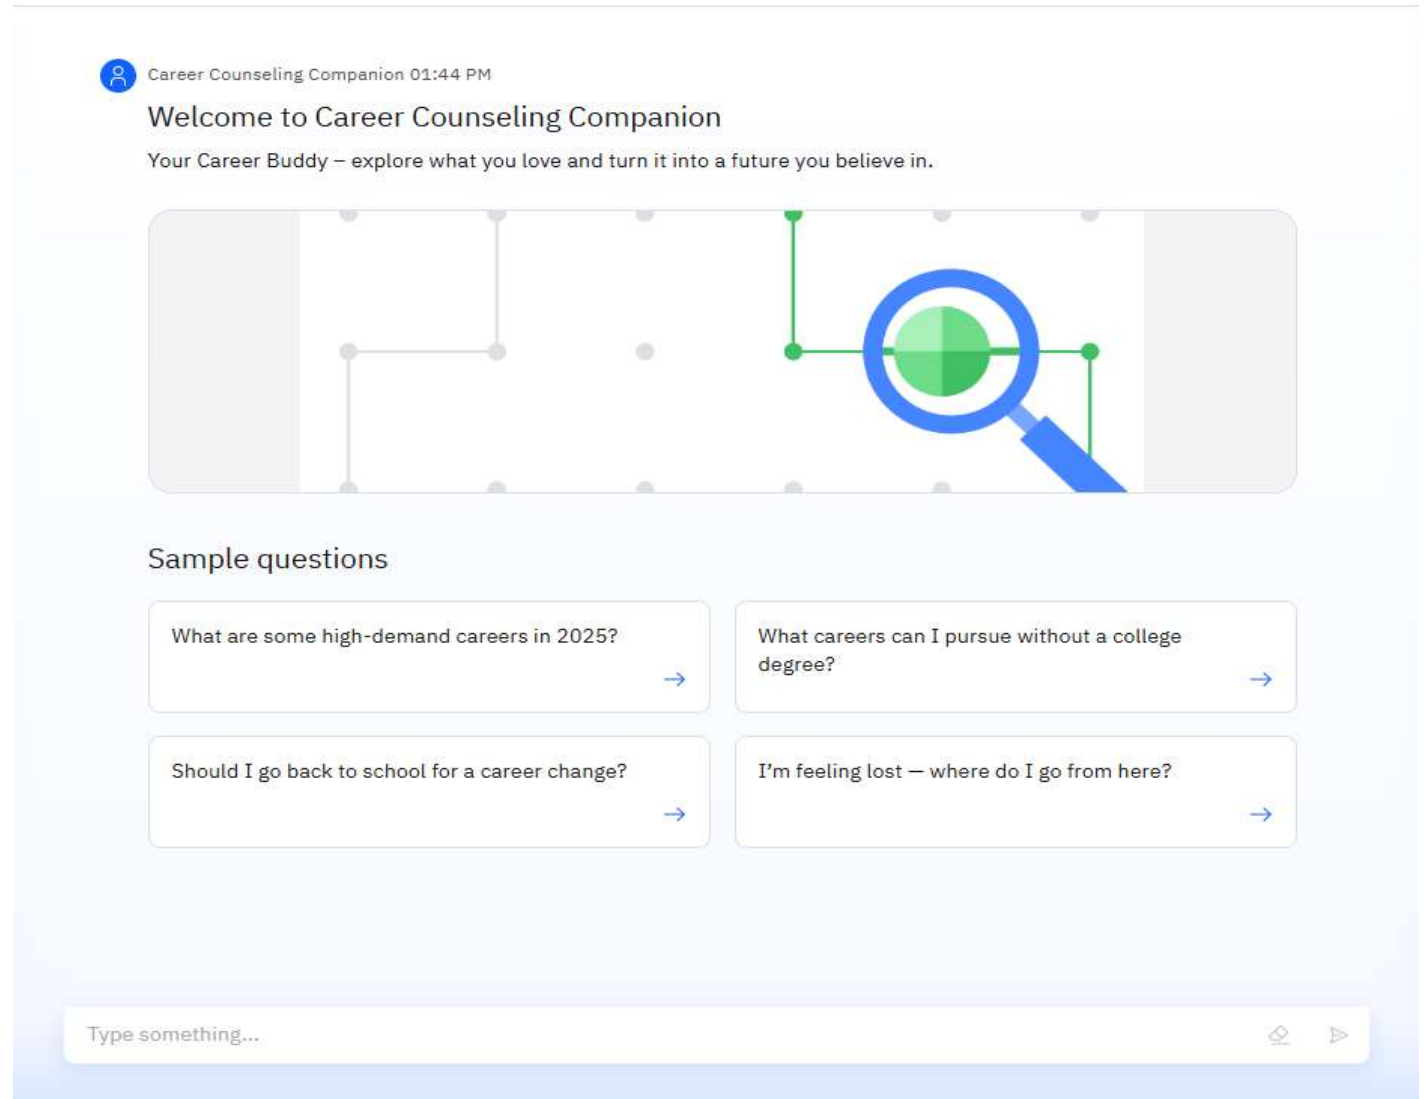 Career Counseling Companion 01:44 PM
Welcome to Career Counseling Companion
Your Career Buddy – explore what you love and turn it into a future you believe in.
Sample questions
What are some high-demand careers in 2025?
What careers can I pursue without a college
degree?
Should I go back to school for a career change?
I’m feeling lost — where do I go from here?
Type something...